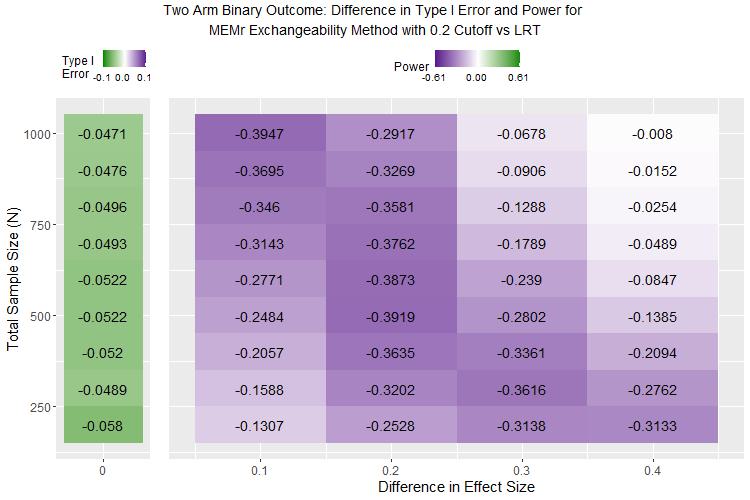 Two Arm Binary Outcome: Difference in Type I Error and Power for
MEMr Exchangeability Method with 0.2 Cutoff vs LRT
Type I
Error
-0.1 0.0 0.1
Power
-0.61 0.00 0.61
Total Sample Size (N)
1000 -0.0471 -0.3947 -0.2917 -0.0678 -0.008
-0.0476 -0.3695 -0.3269 -0.0906 -0.0152
-0.0496 -0.346 -0.3581 -0.1288 -0.0254
750
-0.0493 -0.3143 -0.3762 -0.1789 -0.0489
-0.0522 -0.2771 -0.3873 -0.239 -0.0847
500 -0.0522 -0.2484 -0.3919 -0.2802 -0.1385
-0.052 -0.2057 -0.3635 -0.3361 -0.2094
-0.0489 -0.1588 -0.3202 -0.3616 -0.2762
250
-0.058 -0.1307 -0.2528 -0.3138 -0.3133
0 0.1 0.2 0.3 0.4
Difference in Effect Size